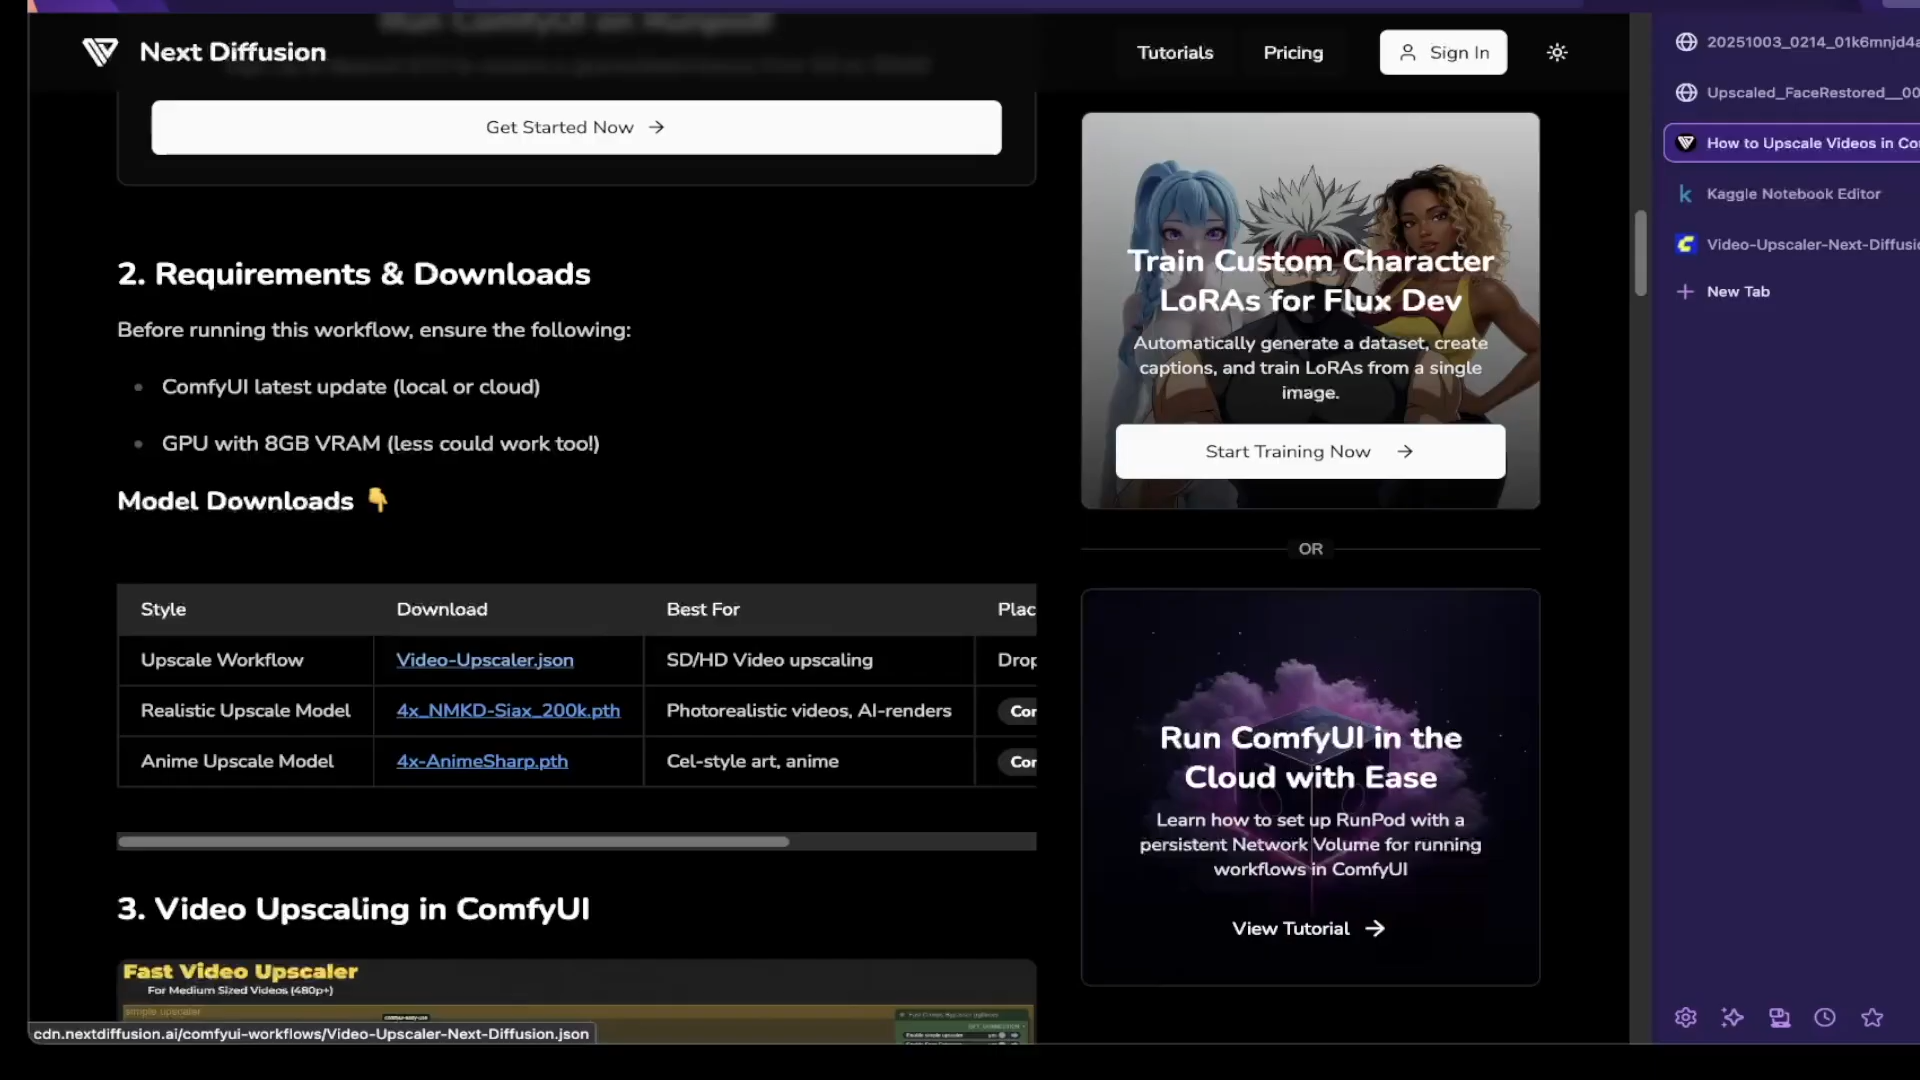 Next Diffusion
Tutorials
Pricing
Sign In
Get Started Now →
2. Requirements & Downloads
Before running this workflow, ensure the following:
• ComfyUI latest update (local or cloud)
• GPU with 8GB VRAM (less could work too!)
Model Downloads 👇
Style Download Best For Plac
Upscale Workflow Video-Upscaler.json SD/HD Video upscaling Drop
Realistic Upscale Model 4x_NMKD-Siax_200k.pth Photorealistic videos, AI-renders Cor
Anime Upscale Model 4x-AnimeSharp.pth Cel-style art, anime Cor
3. Video Upscaling in ComfyUI
Fast Video Upscaler
For Medium Sized Videos (480p+)
simple upscaler
cdn.nextdiffusion.ai/comfyui-workflows/Video-Upscaler-Next-Diffusion.json
Train Custom Character
LoRAs for Flux Dev
Automatically generate a dataset, create
captions, and train LoRAs from a single
image.
Start Training Now →
OR
Run ComfyUI in the
Cloud with Ease
Learn how to set up RunPod with a
persistent Network Volume for running
workflows in ComfyUI
View Tutorial →
20251003_0214_01k6mnjd4a
Upscaled_FaceRestored__00
How to Upscale Videos in Co
Kaggle Notebook Editor
Video-Upscaler-Next-Diffusio
+ New Tab